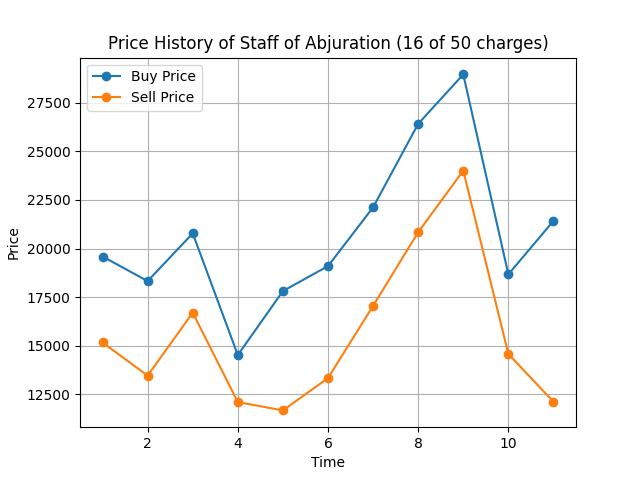 Price History of Staff of Abjuration (16 of 50 charges)
Buy Price
Sell Price
Price
27500
25000
22500
20000
17500
15000
12500
2 4 6 8 10
Time